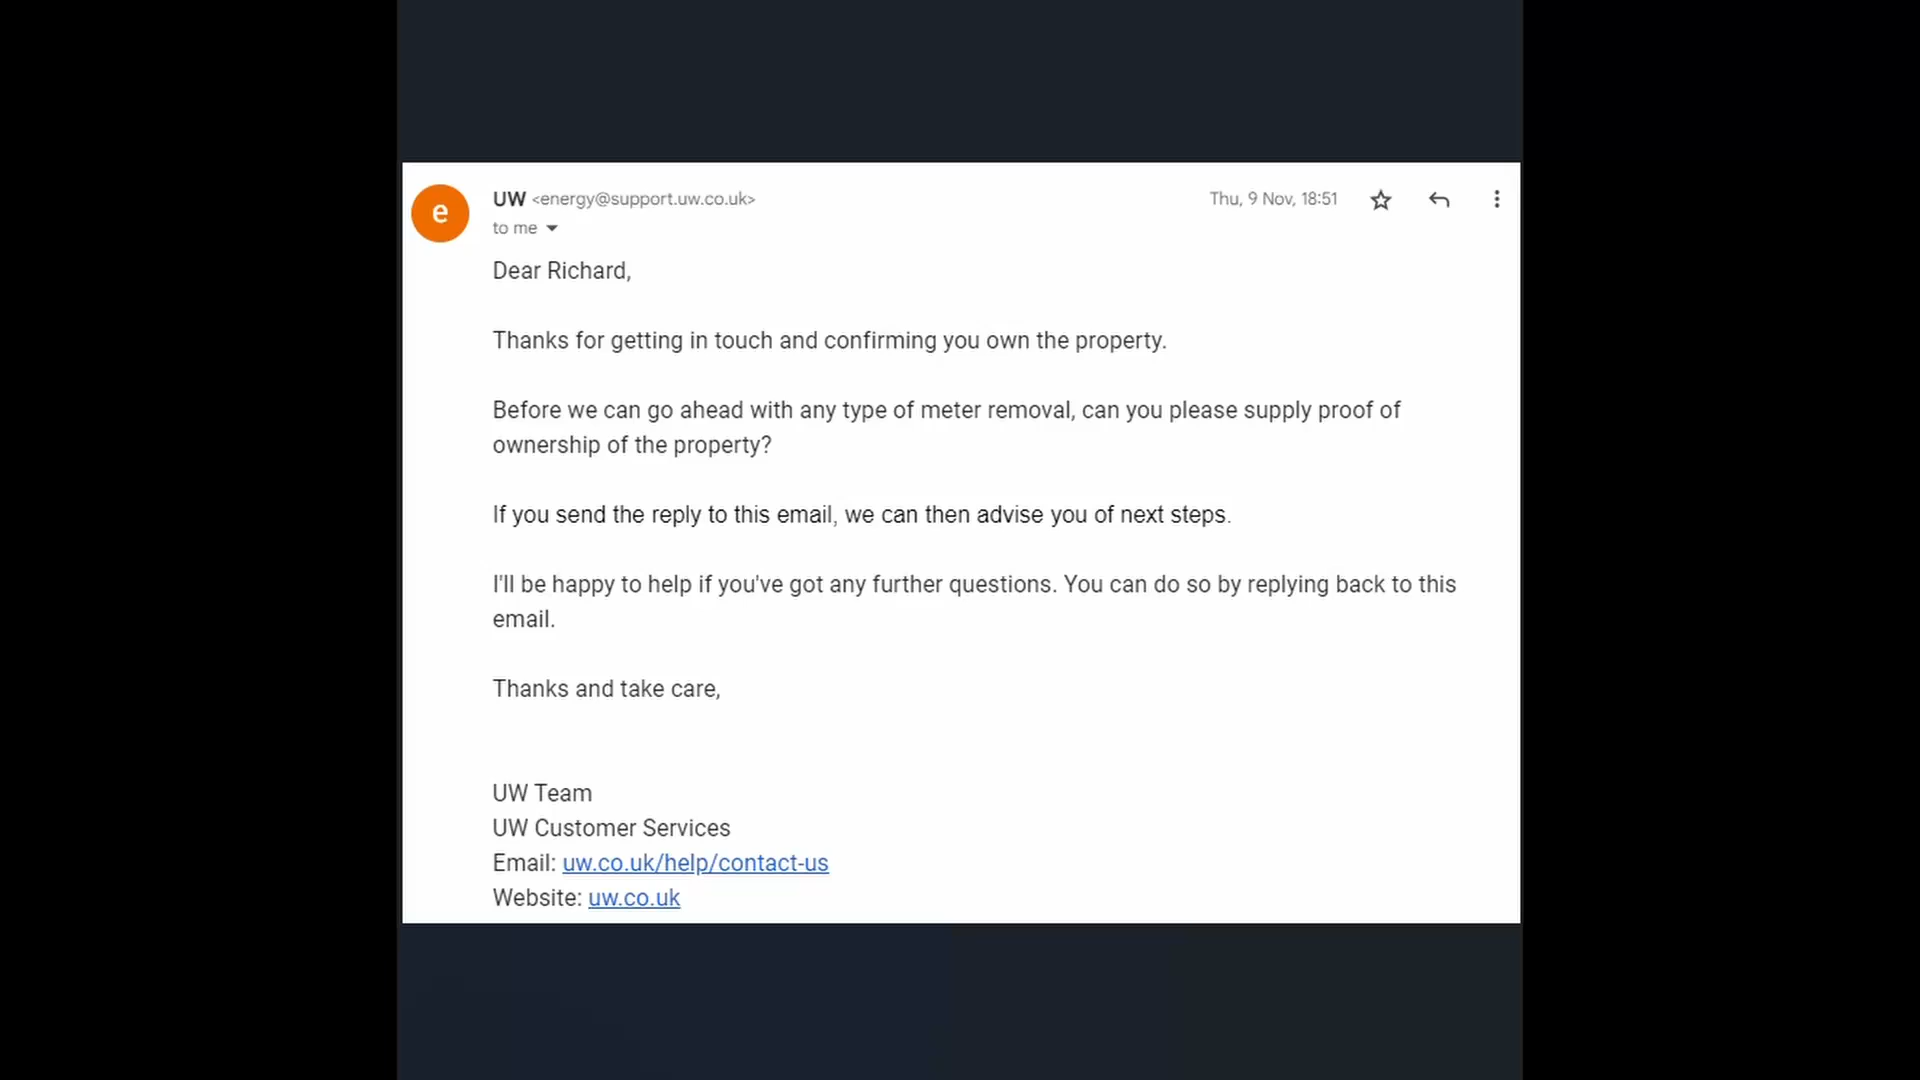 e
UW <energy@support.uw.co.uk>
Thu, 9 Nov, 18:51
to me
Dear Richard,
Thanks for getting in touch and confirming you own the property.
Before we can go ahead with any type of meter removal, can you please supply proof of
ownership of the property?
If you send the reply to this email, we can then advise you of next steps.
I'll be happy to help if you've got any further questions. You can do so by replying back to this
email.
Thanks and take care,
UW Team
UW Customer Services
Email: uw.co.uk/help/contact-us
Website: uw.co.uk